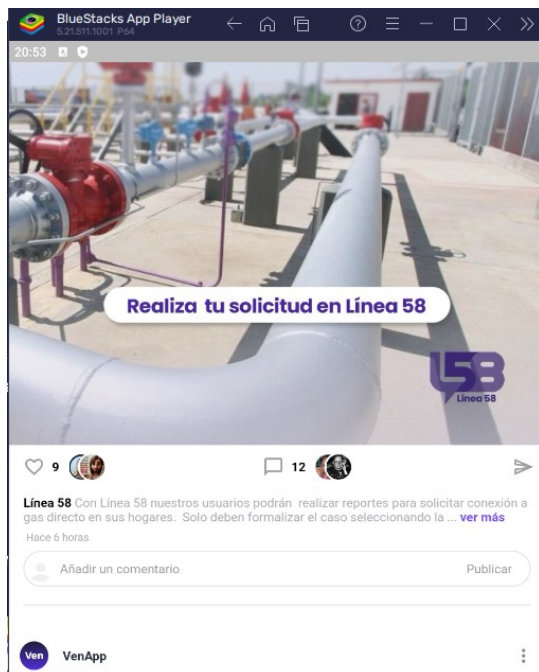 BlueStacks App Player
5.21.511.1001 P64
20:53
Realiza tu solicitud en Línea 58
L58
Línea 58
9
12
Línea 58 Con Línea 58 nuestros usuarios podrán realizar reportes para solicitar conexión a
gas directo en sus hogares. Solo deben formalizar el caso seleccionando la ... ver más
Hace 6 horas
Añadir un comentario
Publicar
Ven
VenApp